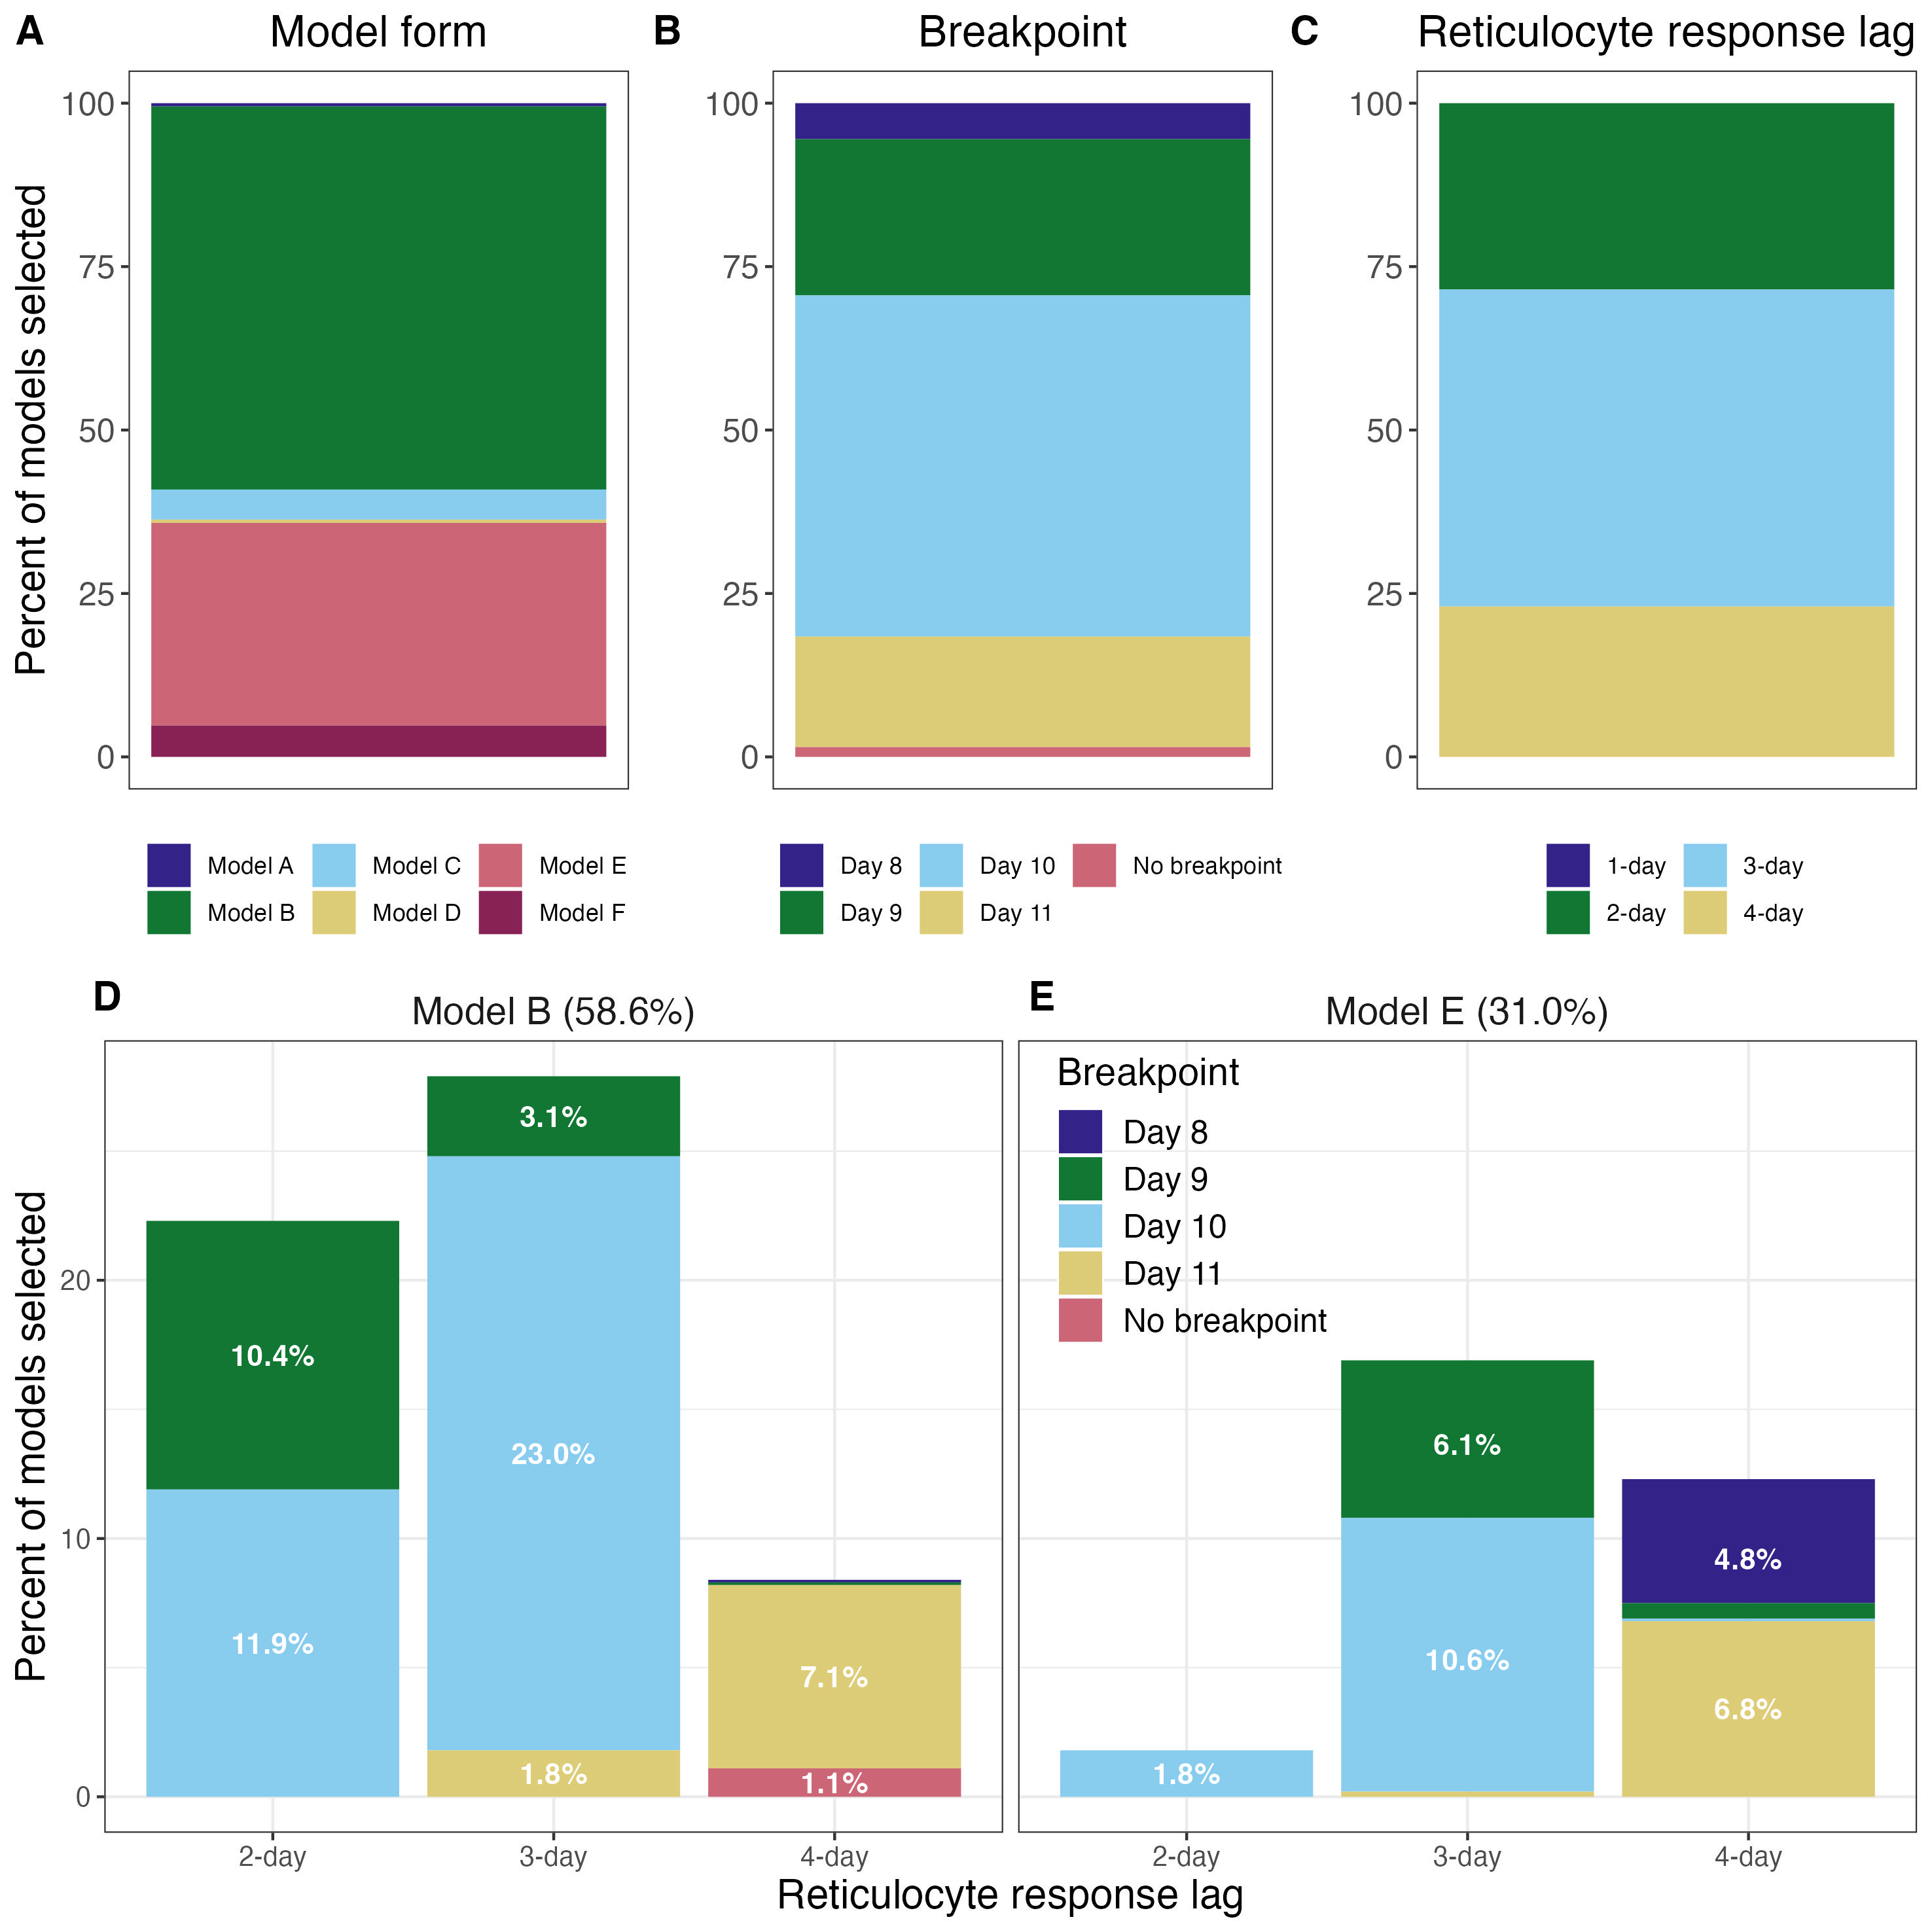 A Model form
B Breakpoint
C Reticulocyte response lag
Percent of models selected
100
75
50
25
0
100
75
50
25
0
100
75
50
25
0
Model A Model C Model E
Model B Model D Model F
Day 8 Day 10 No breakpoint
Day 9 Day 11
1-day 3-day
2-day 4-day
D Model B (58.6%)
E Model E (31.0%)
Percent of models selected
20
10
0
10.4%
11.9%
3.1%
23.0%
1.8%
7.1%
1.1%
Breakpoint
Day 8
Day 9
Day 10
Day 11
No breakpoint
1.8%
6.1%
10.6%
4.8%
6.8%
2-day 3-day 4-day
2-day 3-day 4-day
Reticulocyte response lag